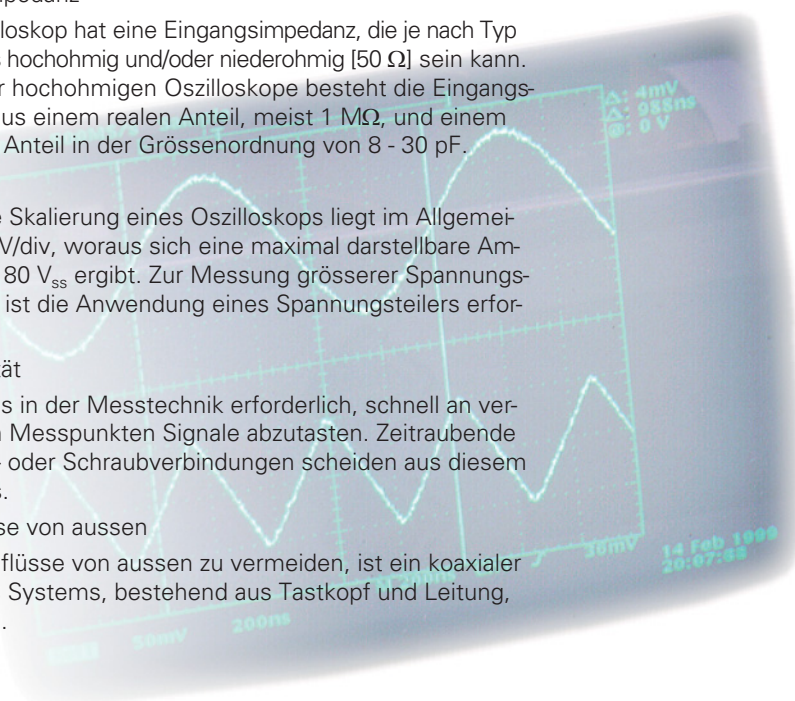 pedanz
loskop hat eine Eingangsimpedanz, die je nach Typ
s hochohmig und/oder niederohmig [50 Ω] sein kann.
r hochohmigen Oszilloskope besteht die Eingangs-
us einem realen Anteil, meist 1 MΩ, und einem
Anteil in der Grössenordnung von 8 - 30 pF.
e Skalierung eines Oszilloskops liegt im Allgemei-
V/div, woraus sich eine maximal darstellbare Am-
80 Vss ergibt. Zur Messung grösserer Spannungs-
ist die Anwendung eines Spannungsteilers erfor-
tät
s in der Messtechnik erforderlich, schnell an ver-
n Messpunkten Signale abzutasten. Zeitraubende
- oder Schraubverbindungen scheiden aus diesem
s.
se von aussen
flüsse von aussen zu vermeiden, ist ein koaxialer
Systems, bestehend aus Tastkopf und Leitung,
.
Δ: 4mV
Δ: 988ns
@: 0 V
M 200ns
30mV
50mV
200ns
14 Feb 1999